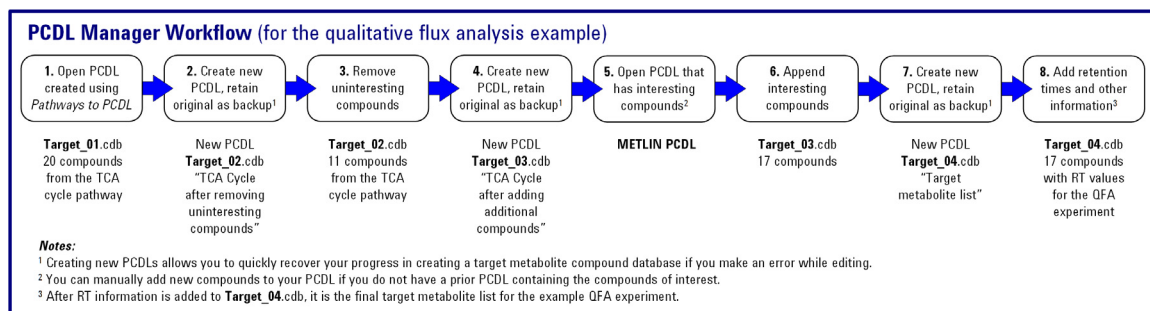 PCDL Manager Workflow (for the qualitative flux analysis example)
1. Open PCDL
created using
Pathways to PCDL
2. Create new
PCDL, retain
original as backup¹
3. Remove
uninteresting
compounds
4. Create new
PCDL, retain
original as backup¹
5. Open PCDL that
has interesting
compounds²
6. Append
interesting
compounds
7. Create new
PCDL, retain
original as backup¹
8. Add retention
times and other
information³
Target_01.cdb
20 compounds
from the TCA
cycle pathway
New PCDL
Target_02.cdb
“TCA Cycle
after removing
uninteresting
compounds”
Target_02.cdb
11 compounds
from the TCA
cycle pathway
New PCDL
Target_03.cdb
“TCA Cycle
after adding
additional
compounds”
METLIN PCDL
Target_03.cdb
17 compounds
New PCDL
Target_04.cdb
“Target
metabolite list”
Target_04.cdb
17 compounds
with RT values
for the QFA
experiment
Notes:
¹ Creating new PCDLs allows you to quickly recover your progress in creating a target metabolite compound database if you make an error while editing.
² You can manually add new compounds to your PCDL if you do not have a prior PCDL containing the compounds of interest.
³ After RT information is added to Target_04.cdb, it is the final target metabolite list for the example QFA experiment.